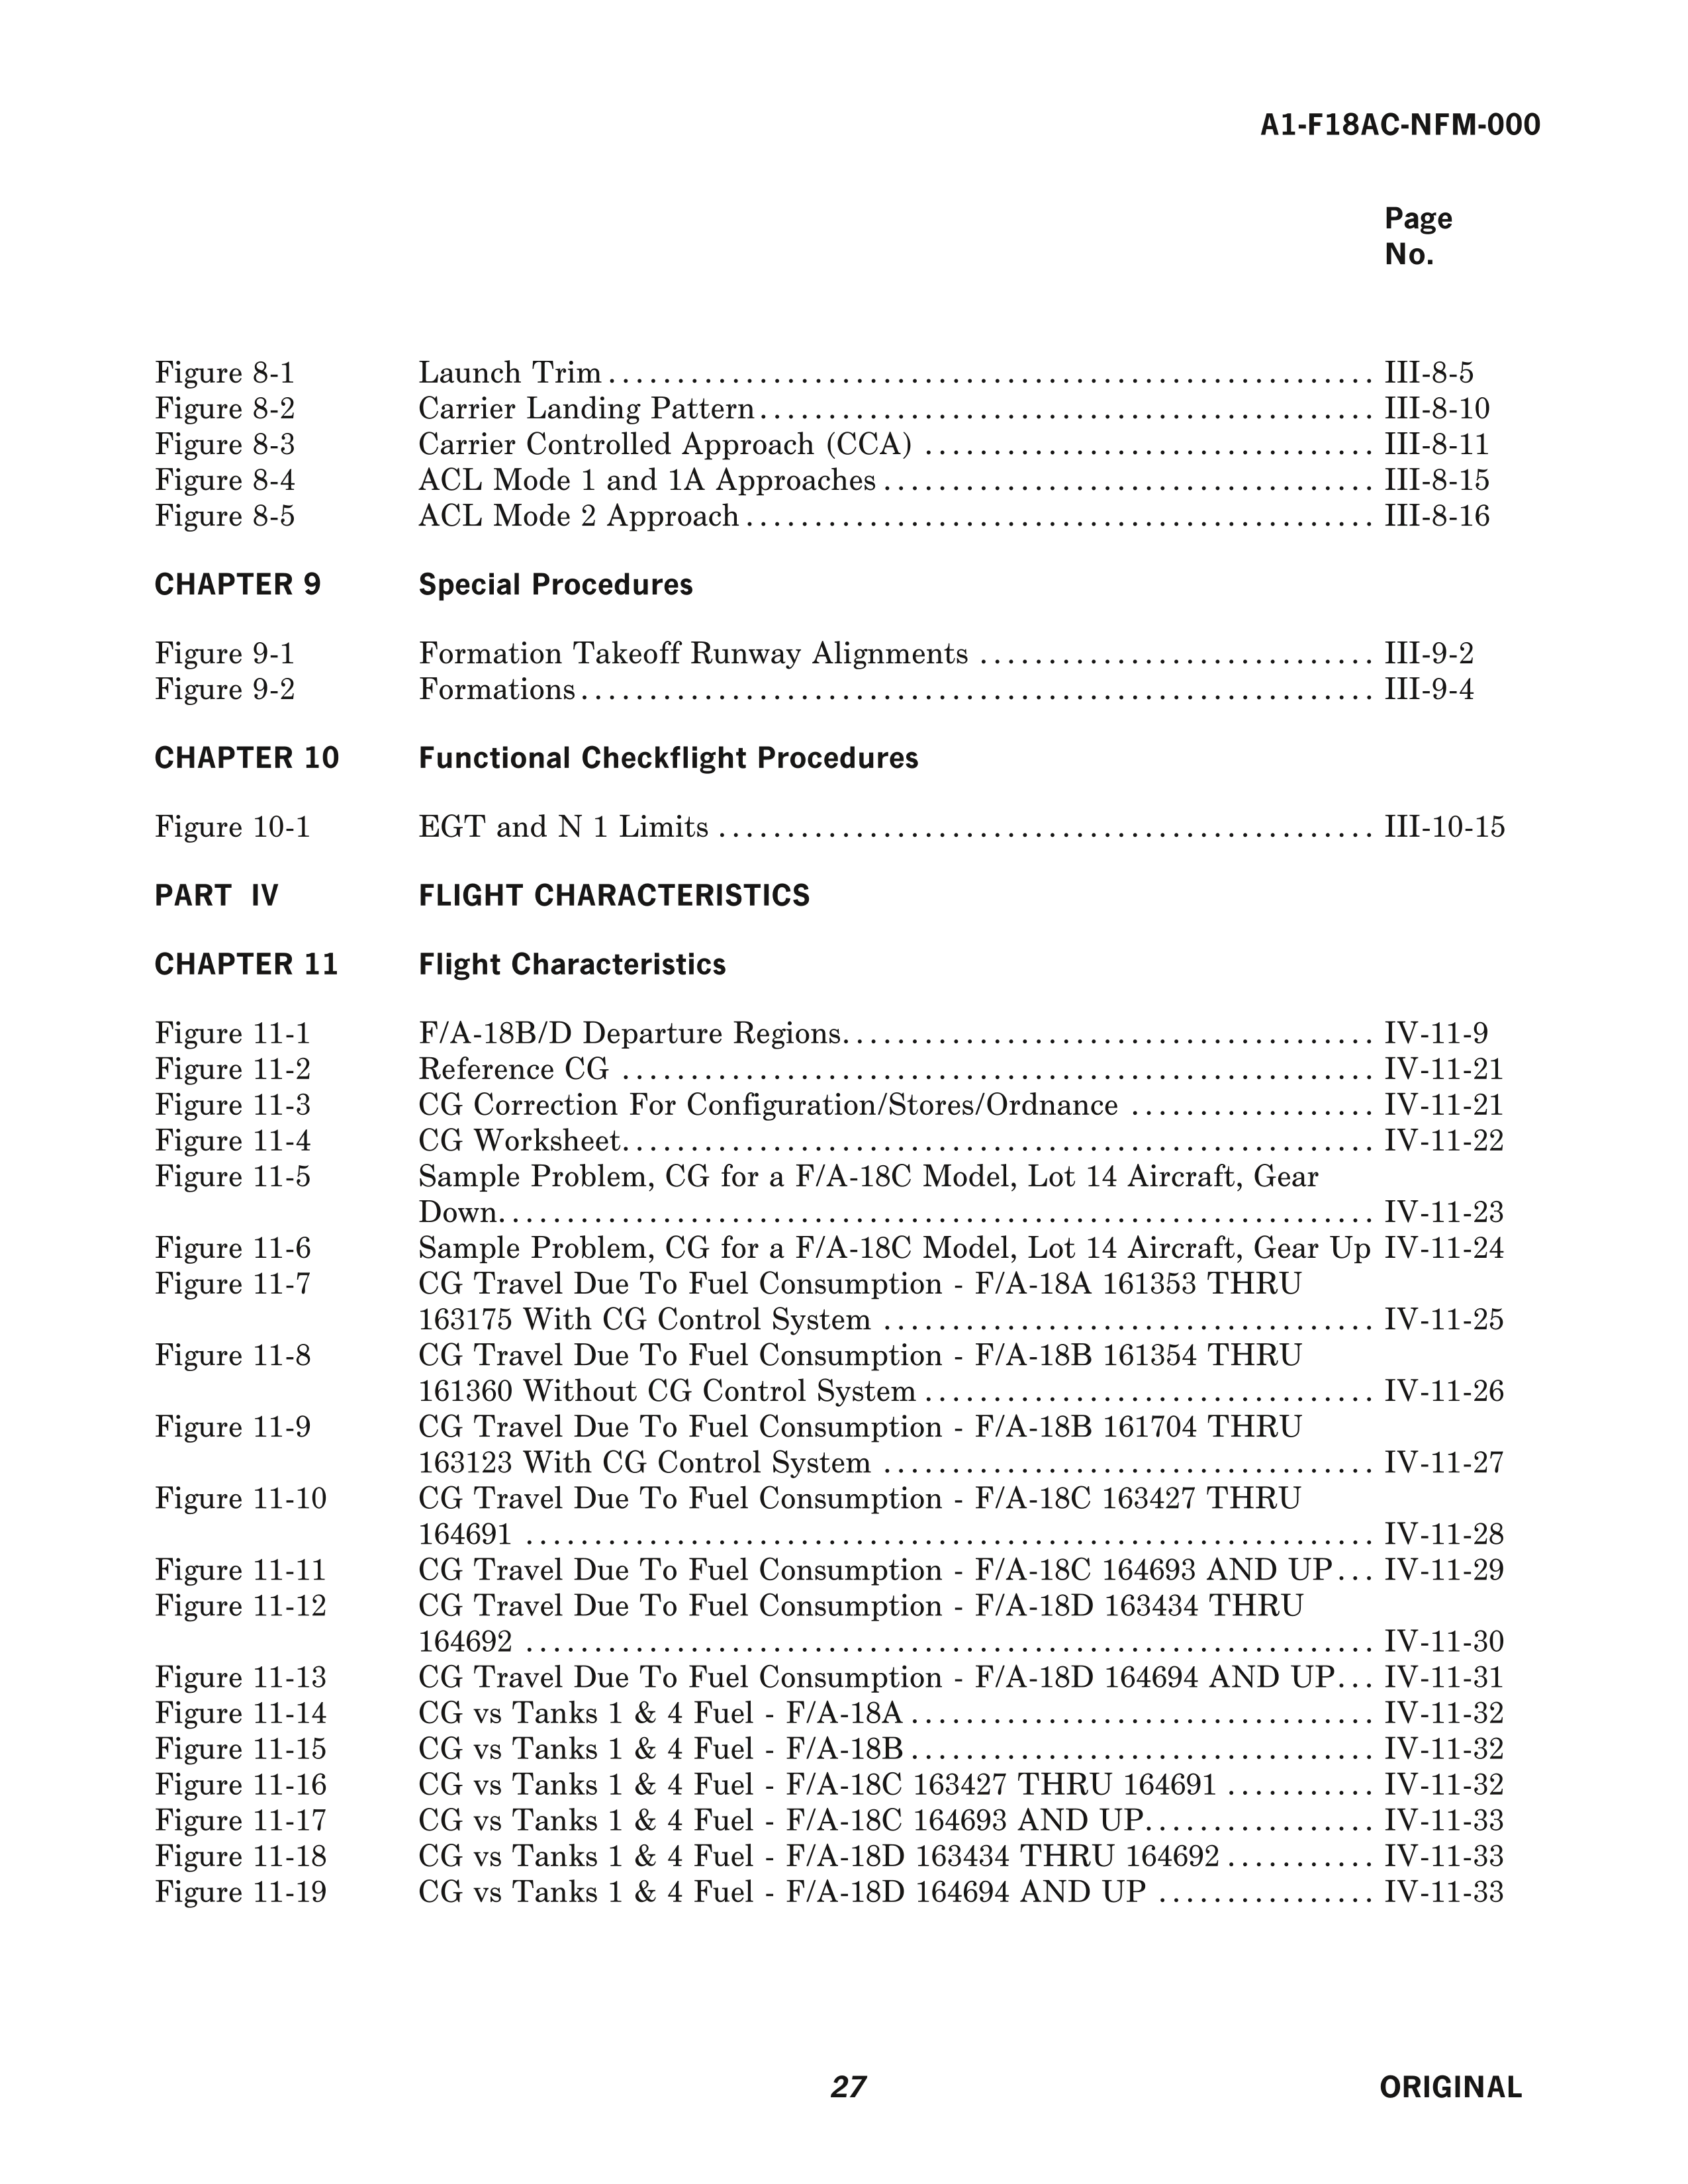 A1-F18AC-NFM-000
Page
No.
Figure 8-1 Launch Trim ........................................................ III-8-5
Figure 8-2 Carrier Landing Pattern ............................................. III-8-10
Figure 8-3 Carrier Controlled Approach (CCA) ................................. III-8-11
Figure 8-4 ACL Mode 1 and 1A Approaches .................................... III-8-15
Figure 8-5 ACL Mode 2 Approach .............................................. III-8-16
CHAPTER 9 Special Procedures
Figure 9-1 Formation Takeoff Runway Alignments ............................. III-9-2
Figure 9-2 Formations .......................................................... III-9-4
CHAPTER 10 Functional Checkflight Procedures
Figure 10-1 EGT and N 1 Limits ................................................ III-10-15
PART IV FLIGHT CHARACTERISTICS
CHAPTER 11 Flight Characteristics
Figure 11-1 F/A-18B/D Departure Regions....................................... IV-11-9
Figure 11-2 Reference CG ....................................................... IV-11-21
Figure 11-3 CG Correction For Configuration/Stores/Ordnance .................. IV-11-21
Figure 11-4 CG Worksheet....................................................... IV-11-22
Figure 11-5 Sample Problem, CG for a F/A-18C Model, Lot 14 Aircraft, Gear
Down................................................................ IV-11-23
Figure 11-6 Sample Problem, CG for a F/A-18C Model, Lot 14 Aircraft, Gear Up IV-11-24
Figure 11-7 CG Travel Due To Fuel Consumption - F/A-18A 161353 THRU
163175 With CG Control System .................................... IV-11-25
Figure 11-8 CG Travel Due To Fuel Consumption - F/A-18B 161354 THRU
161360 Without CG Control System ................................. IV-11-26
Figure 11-9 CG Travel Due To Fuel Consumption - F/A-18B 161704 THRU
163123 With CG Control System .................................... IV-11-27
Figure 11-10 CG Travel Due To Fuel Consumption - F/A-18C 163427 THRU
164691 .............................................................. IV-11-28
Figure 11-11 CG Travel Due To Fuel Consumption - F/A-18C 164693 AND UP... IV-11-29
Figure 11-12 CG Travel Due To Fuel Consumption - F/A-18D 163434 THRU
164692 .............................................................. IV-11-30
Figure 11-13 CG Travel Due To Fuel Consumption - F/A-18D 164694 AND UP... IV-11-31
Figure 11-14 CG vs Tanks 1 & 4 Fuel - F/A-18A .................................. IV-11-32
Figure 11-15 CG vs Tanks 1 & 4 Fuel - F/A-18B .................................. IV-11-32
Figure 11-16 CG vs Tanks 1 & 4 Fuel - F/A-18C 163427 THRU 164691 ........... IV-11-32
Figure 11-17 CG vs Tanks 1 & 4 Fuel - F/A-18C 164693 AND UP................. IV-11-33
Figure 11-18 CG vs Tanks 1 & 4 Fuel - F/A-18D 163434 THRU 164692 ........... IV-11-33
Figure 11-19 CG vs Tanks 1 & 4 Fuel - F/A-18D 164694 AND UP ................ IV-11-33
27 ORIGINAL